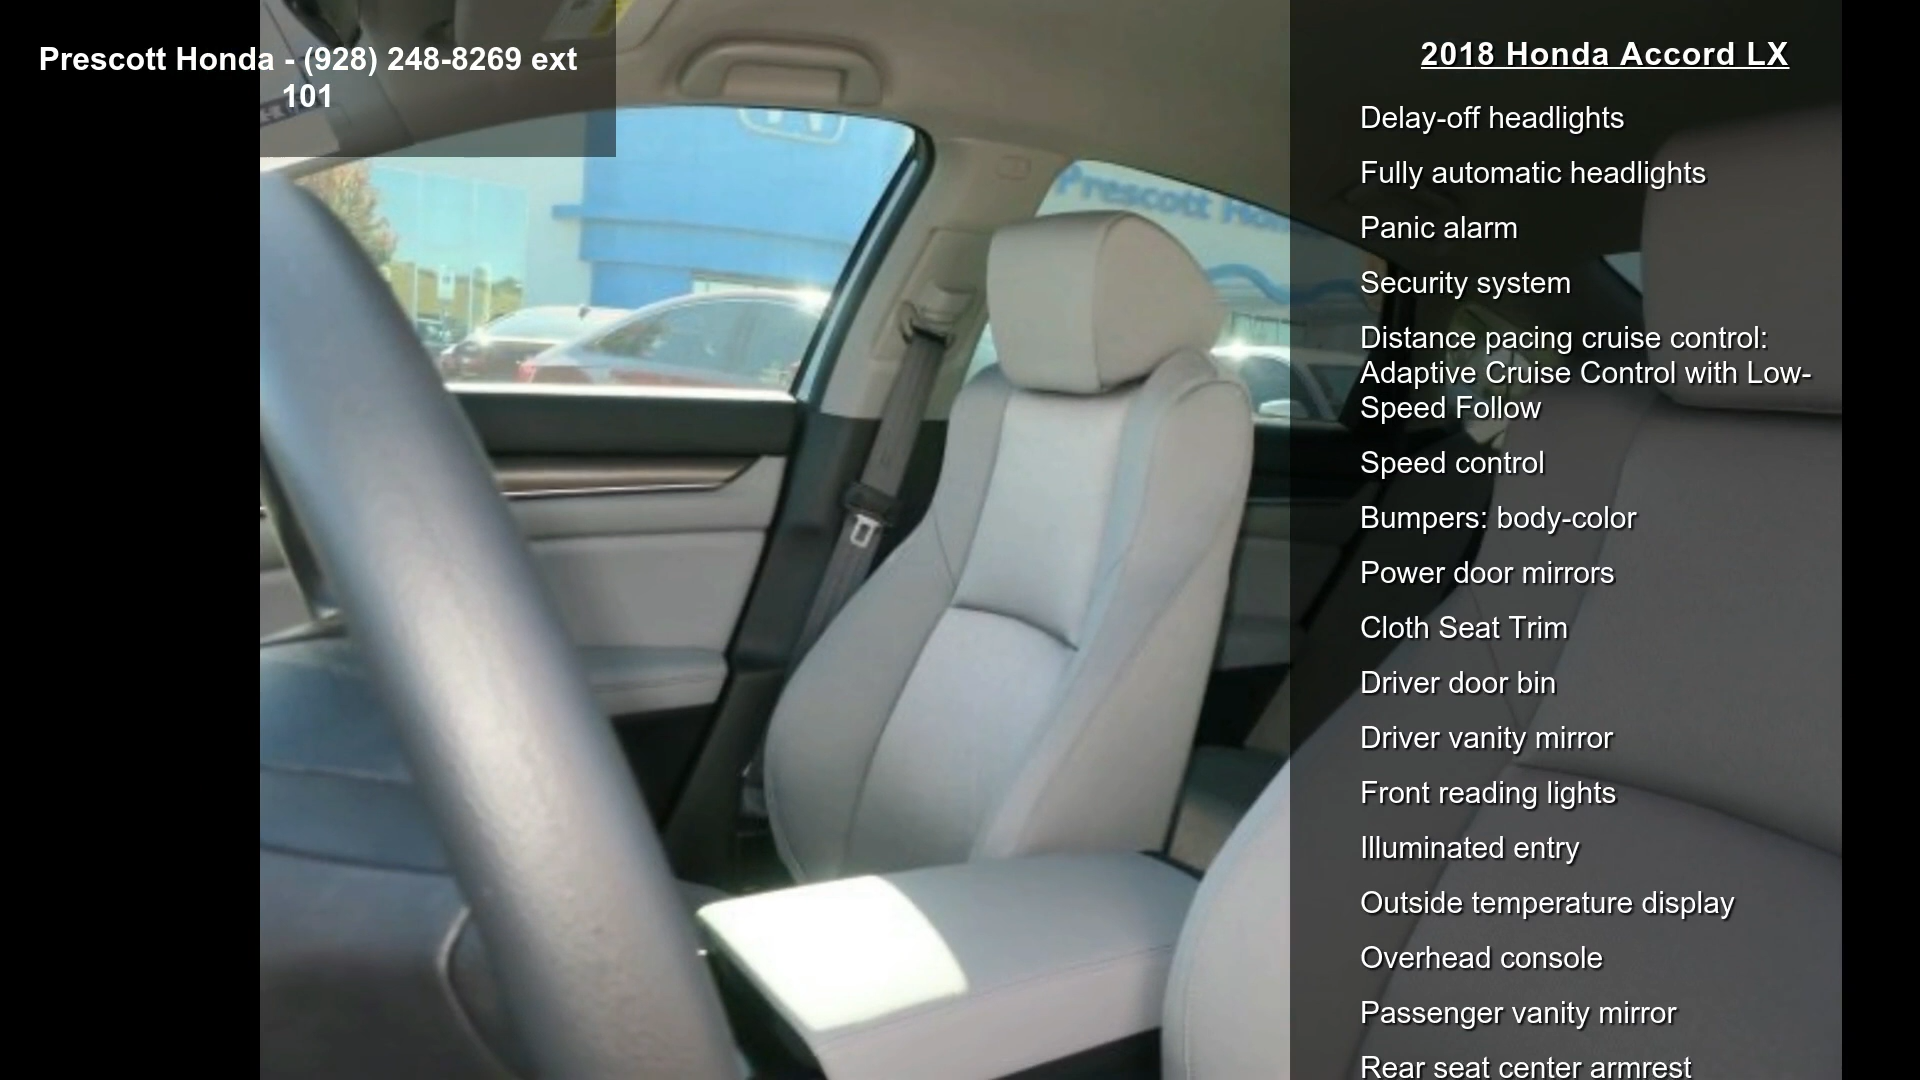 Prescott Honda - (928) 248-8269 ext
101
2018 Honda Accord LX
Delay-off headlights
Fully automatic headlights
Panic alarm
Security system
Distance pacing cruise control:
Adaptive Cruise Control with Low-
Speed Follow
Speed control
Bumpers: body-color
Power door mirrors
Cloth Seat Trim
Driver door bin
Driver vanity mirror
Front reading lights
Illuminated entry
Outside temperature display
Overhead console
Passenger vanity mirror
Rear seat center armrest
Prescott Honda